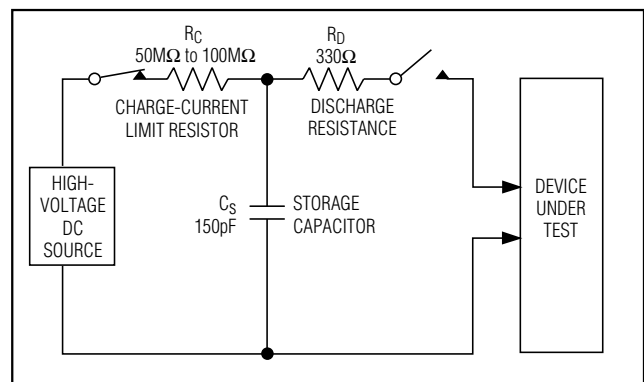 R_C
50MΩ to 100MΩ
CHARGE-CURRENT
LIMIT RESISTOR
R_D
330Ω
DISCHARGE
RESISTANCE
HIGH-
VOLTAGE
DC
SOURCE
C_S
150pF
STORAGE
CAPACITOR
DEVICE
UNDER
TEST